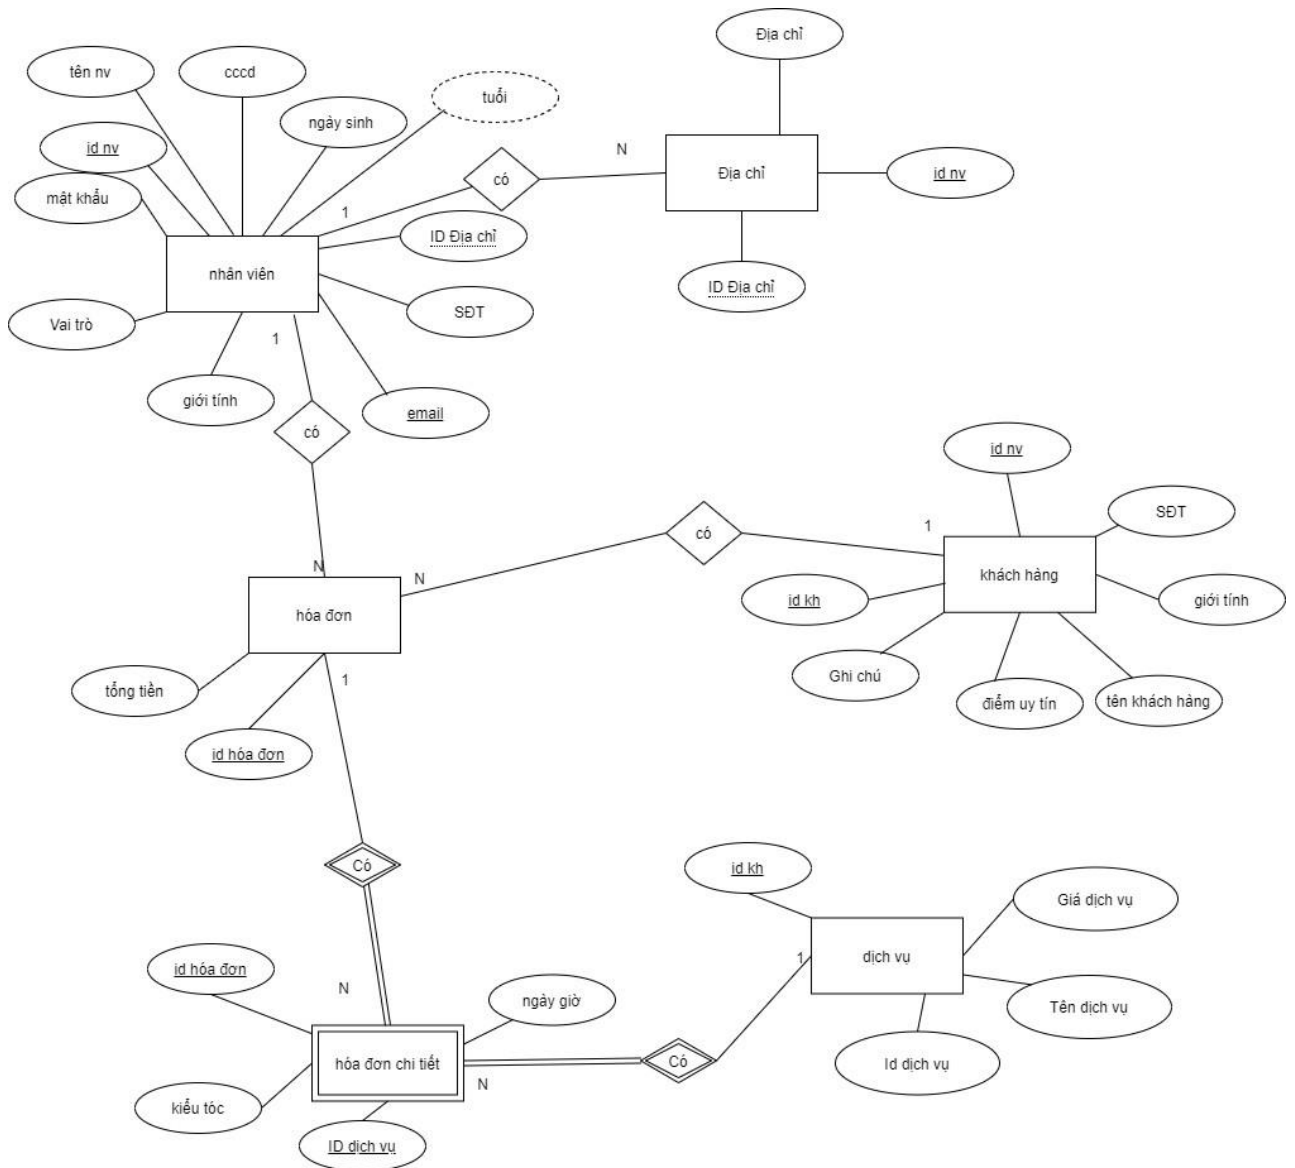 Địa chỉ
tên nv
cccd
tuổi
ngày sinh
id nv
N
có
Địa chỉ
id nv
mật khẩu
1
ID Địa chỉ
nhân viên
ID Địa chỉ
SĐT
Vai trò
1
giới tính
email
có
id nv
SĐT
có
1
N
N
khách hàng
id kh
giới tính
hóa đơn
Ghi chú
điểm uy tín
tên khách hàng
tổng tiền
1
id hóa đơn
Có
id kh
Giá dịch vụ
dịch vụ
1
id hóa đơn
N
ngày giờ
Tên dịch vụ
hóa đơn chi tiết
Có
Id dịch vụ
N
kiểu tóc
ID dịch vụ